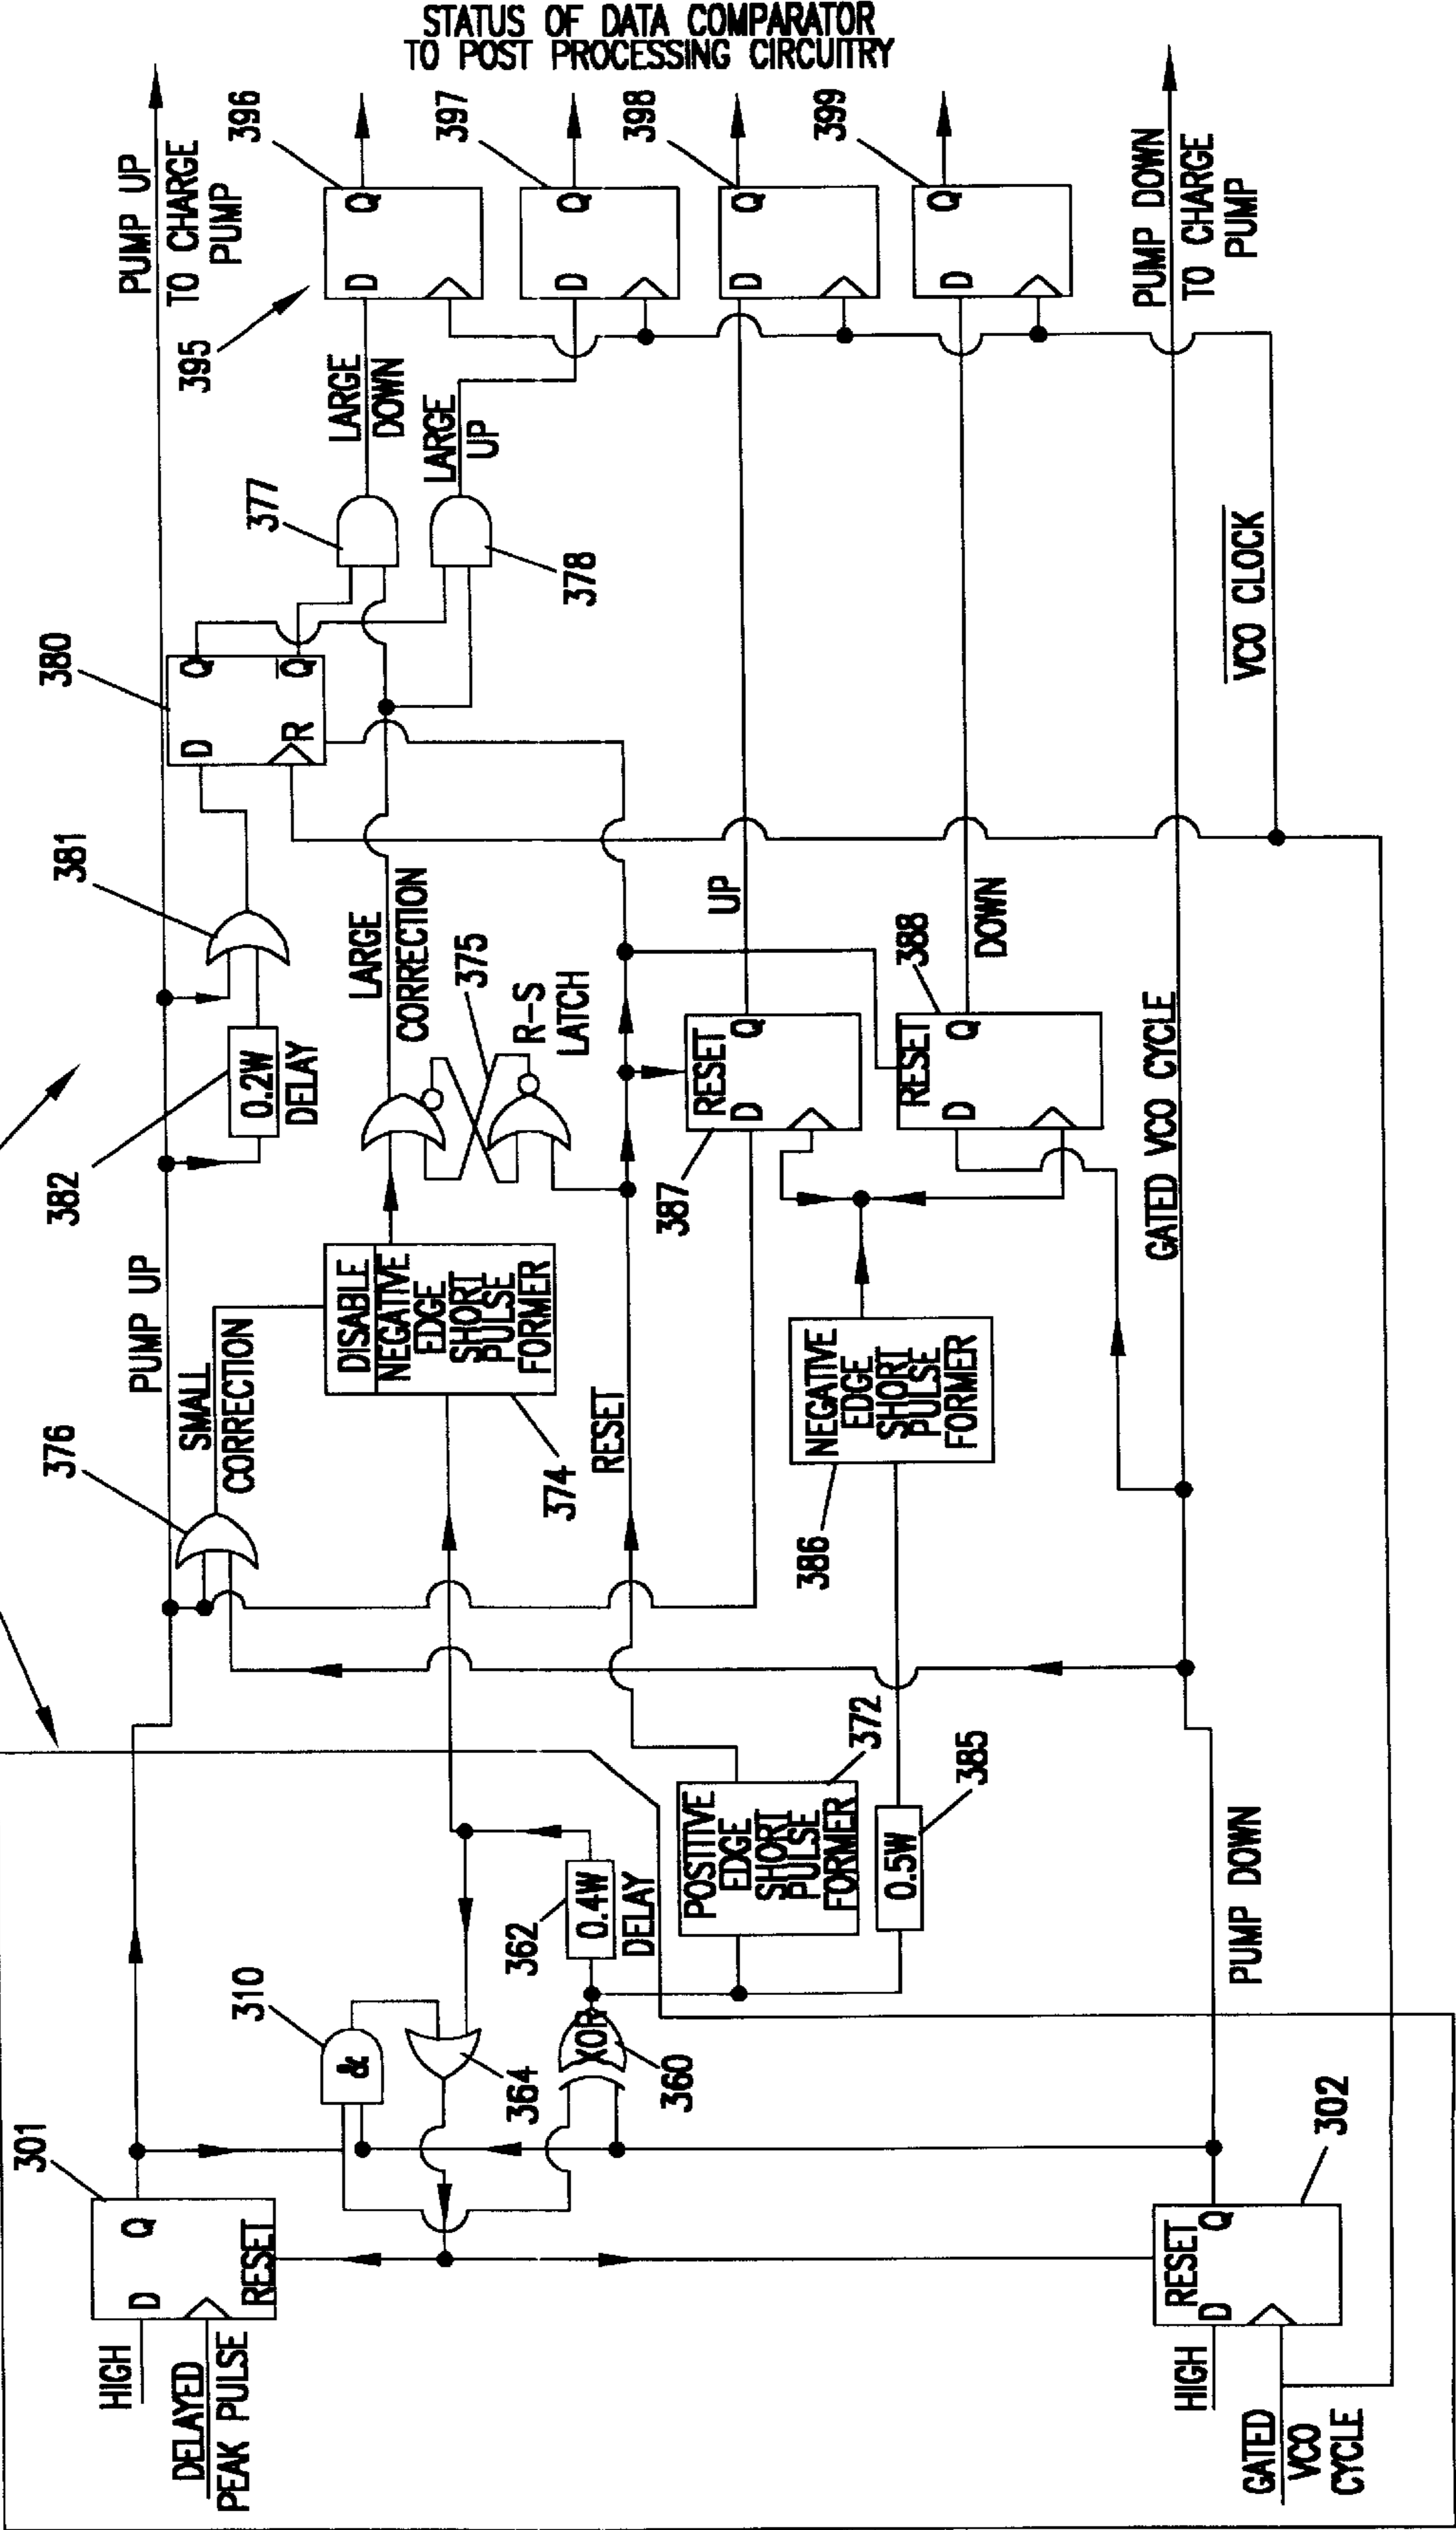 STATUS OF DATA COMPARATOR
TO POST PROCESSING CIRCUITRY
PUMP UP
TO CHARGE
PUMP
396
397
398
399
395
Q
D
Q
D
Q
D
Q
D
PUMP DOWN
TO CHARGE
PUMP
LARGE
DOWN
LARGE
UP
377
378
380
Q
Q
D
R
VCO CLOCK
381
382
0.2W
DELAY
LARGE
CORRECTION
375
R-S
LATCH
UP
DOWN
388
387
RESET
Q
D
RESET
Q
D
GATED VCO CYCLE
PUMP UP
SMALL
CORRECTION
376
DISABLE
NEGATIVE
EDGE
SHORT
PULSE
FORMER
374
RESET
NEGATIVE
EDGE
SHORT
PULSE
FORMER
386
372
385
POSITIVE
EDGE
SHORT
PULSE
FORMER
0.5W
362
0.4W
DELAY
PUMP DOWN
310
&
364
XOR
360
301
Q
D
RESET
HIGH
DELAYED
PEAK PULSE
302
RESET
Q
D
HIGH
GATED
VCO
CYCLE